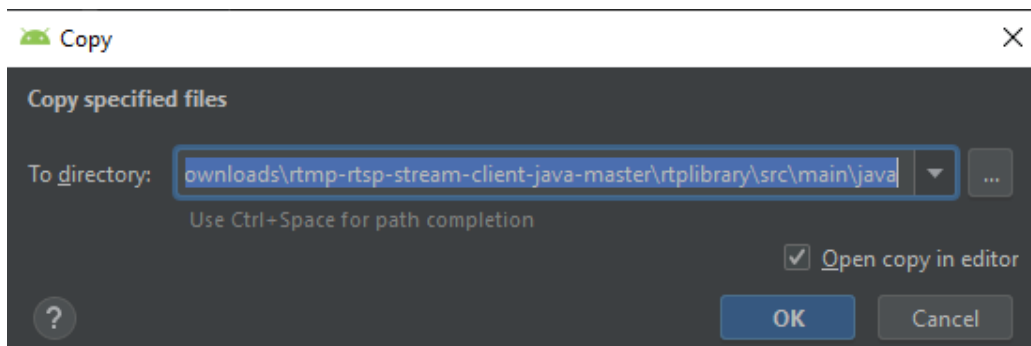 Copy
Copy specified files
To directory: ownloads\rtmp-rtsp-stream-client-java-master\rtplibrary\src\main\java ...
Use Ctrl+Space for path completion
Open copy in editor
? OK Cancel